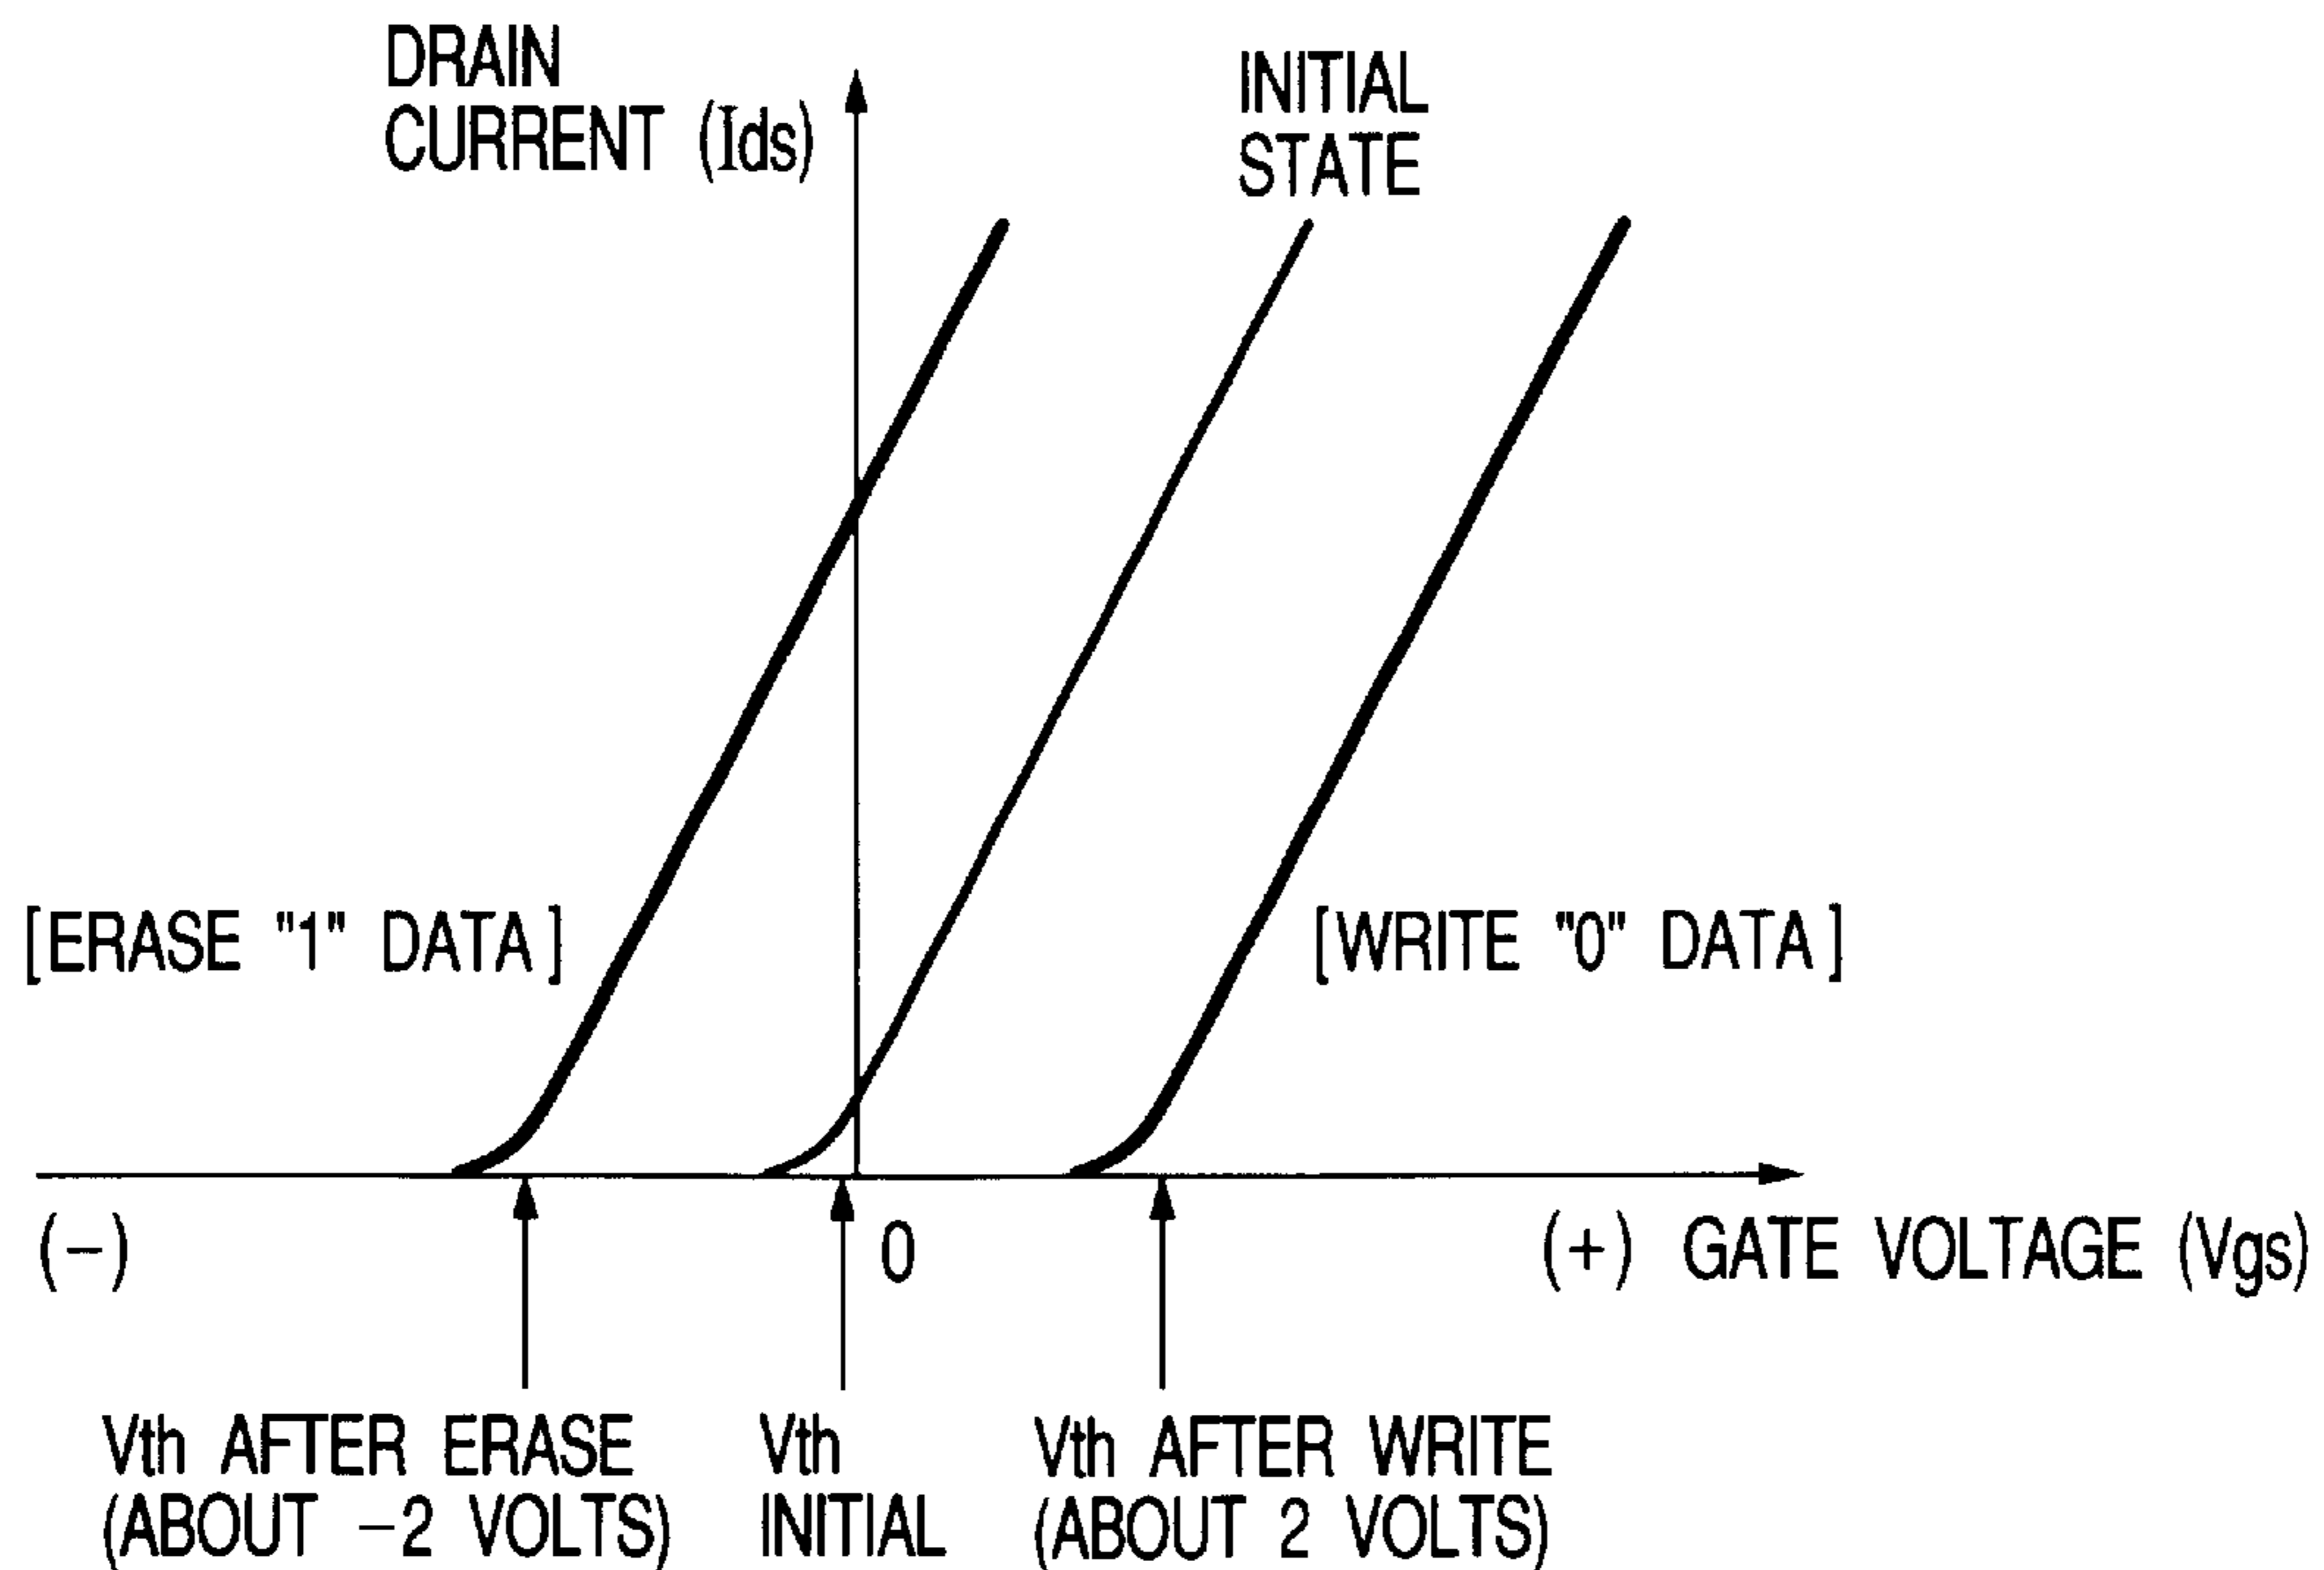 DRAIN
CURRENT (Ids)
INITIAL
STATE
[ERASE "1" DATA]
[WRITE "0" DATA]
(−)
0
(+) GATE VOLTAGE (Vgs)
Vth AFTER ERASE
(ABOUT −2 VOLTS)
Vth
INITIAL
Vth AFTER WRITE
(ABOUT 2 VOLTS)